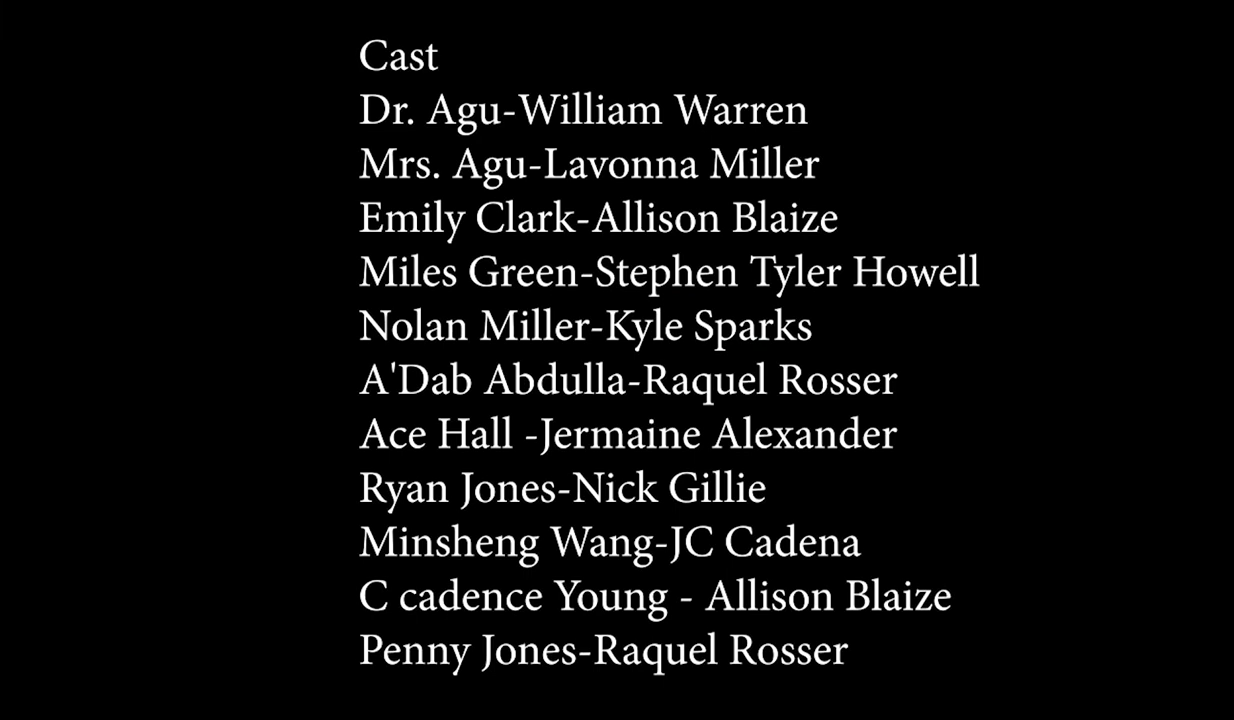 Cast
Dr. Agu-William Warren
Mrs. Agu-Lavonna Miller
Emily Clark-Allison Blaize
Miles Green-Stephen Tyler Howell
Nolan Miller-Kyle Sparks
A'Dab Abdulla-Raquel Rosser
Ace Hall -Jermaine Alexander
Ryan Jones-Nick Gillie
Minsheng Wang-JC Cadena
C cadence Young - Allison Blaize
Penny Jones-Raquel Rosser